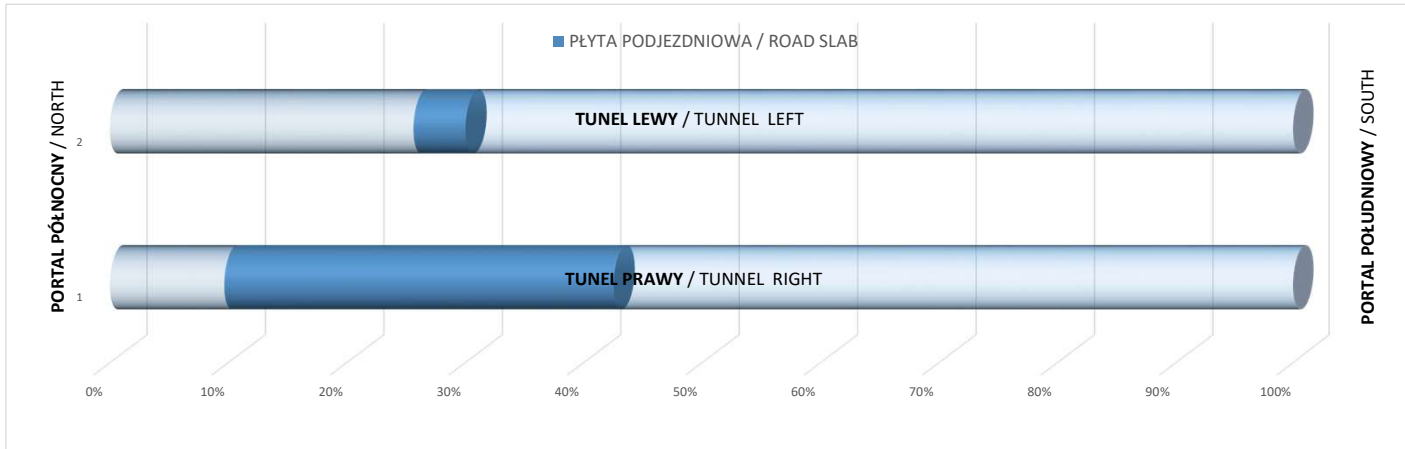 PŁYTA PODJEZDNIOWA / ROAD SLAB
PORTAL PÓŁNOCNY / NORTH
2
TUNEL LEWY / TUNNEL LEFT
1
TUNEL PRAWY / TUNNEL RIGHT
PORTAL POŁUDNIOWY / SOUTH
0% 10% 20% 30% 40% 50% 60% 70% 80% 90% 100%